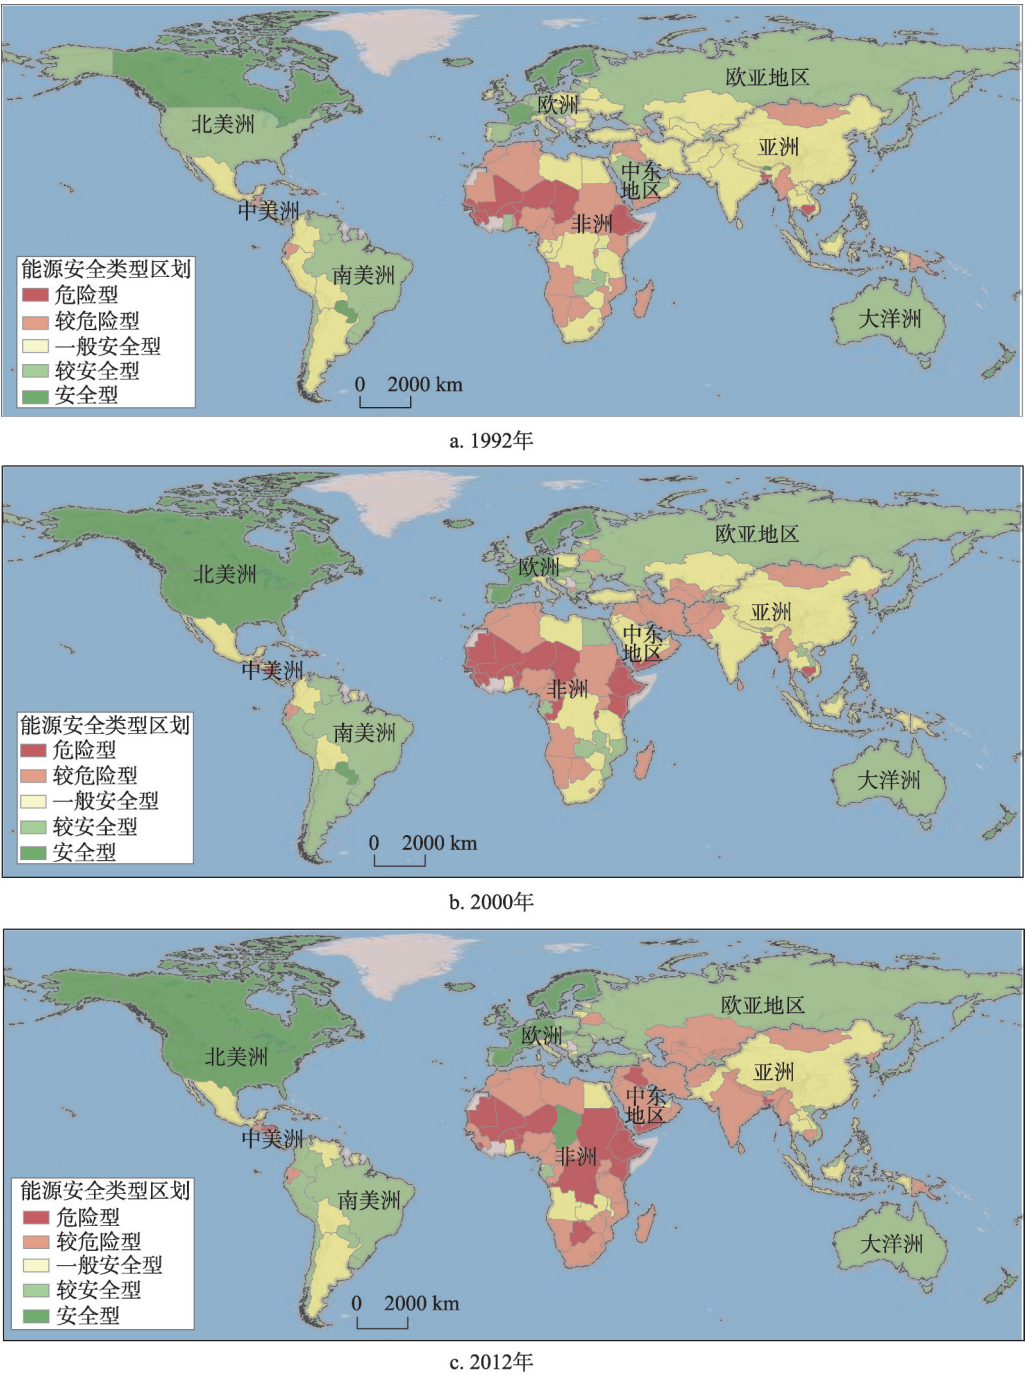 欧亚地区
欧洲
北美洲
亚洲
中东
地区
中美洲
非洲
南美洲
大洋洲
能源安全类型区划
危险型
较危险型
一般安全型
较安全型
安全型
0 2000 km
a. 1992年
欧亚地区
欧洲
北美洲
亚洲
中东
地区
中美洲
非洲
南美洲
大洋洲
能源安全类型区划
危险型
较危险型
一般安全型
较安全型
安全型
0 2000 km
b. 2000年
欧亚地区
欧洲
北美洲
亚洲
中东
地区
中美洲
非洲
南美洲
大洋洲
能源安全类型区划
危险型
较危险型
一般安全型
较安全型
安全型
0 2000 km
c. 2012年